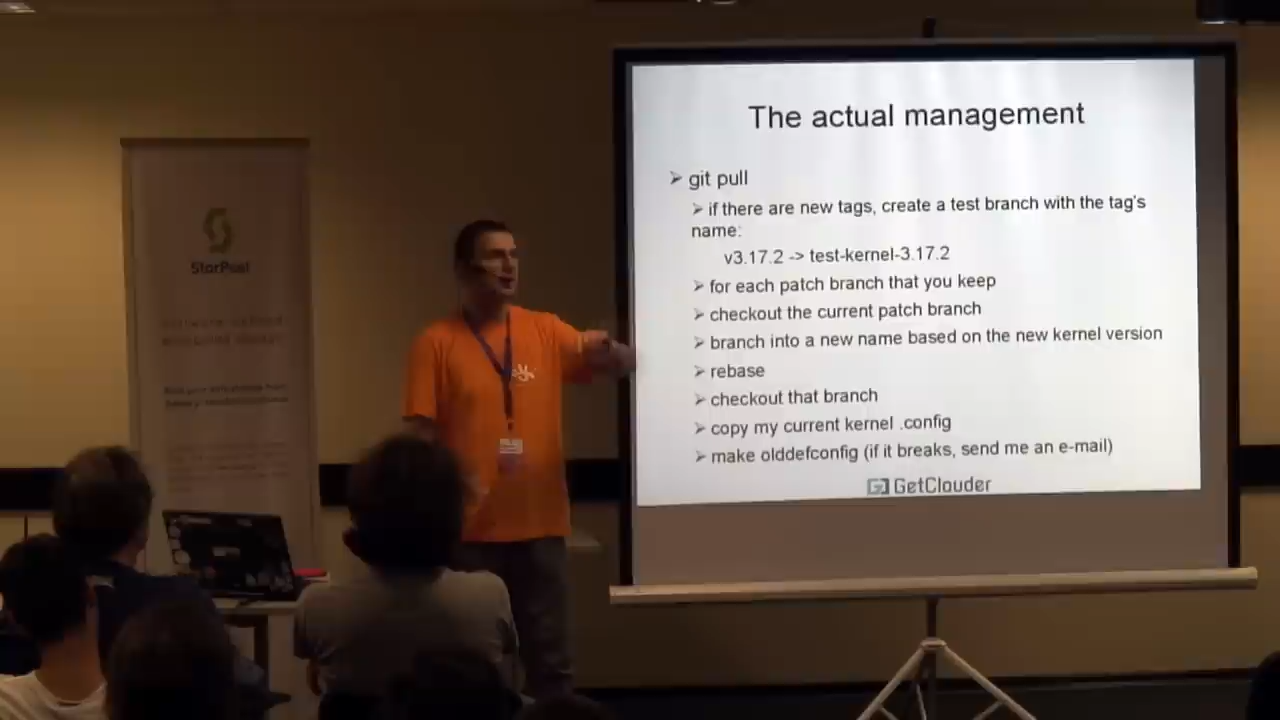 The actual management
➢ git pull
➢ if there are new tags, create a test branch with the tag's
name:
v3.17.2 -> test-kernel-3.17.2
➢ for each patch branch that you keep
➢ checkout the current patch branch
➢ branch into a new name based on the new kernel version
➢ rebase
➢ checkout that branch
➢ copy my current kernel .config
➢ make olddefconfig (if it breaks, send me an e-mail)
GetClouder
StorPool